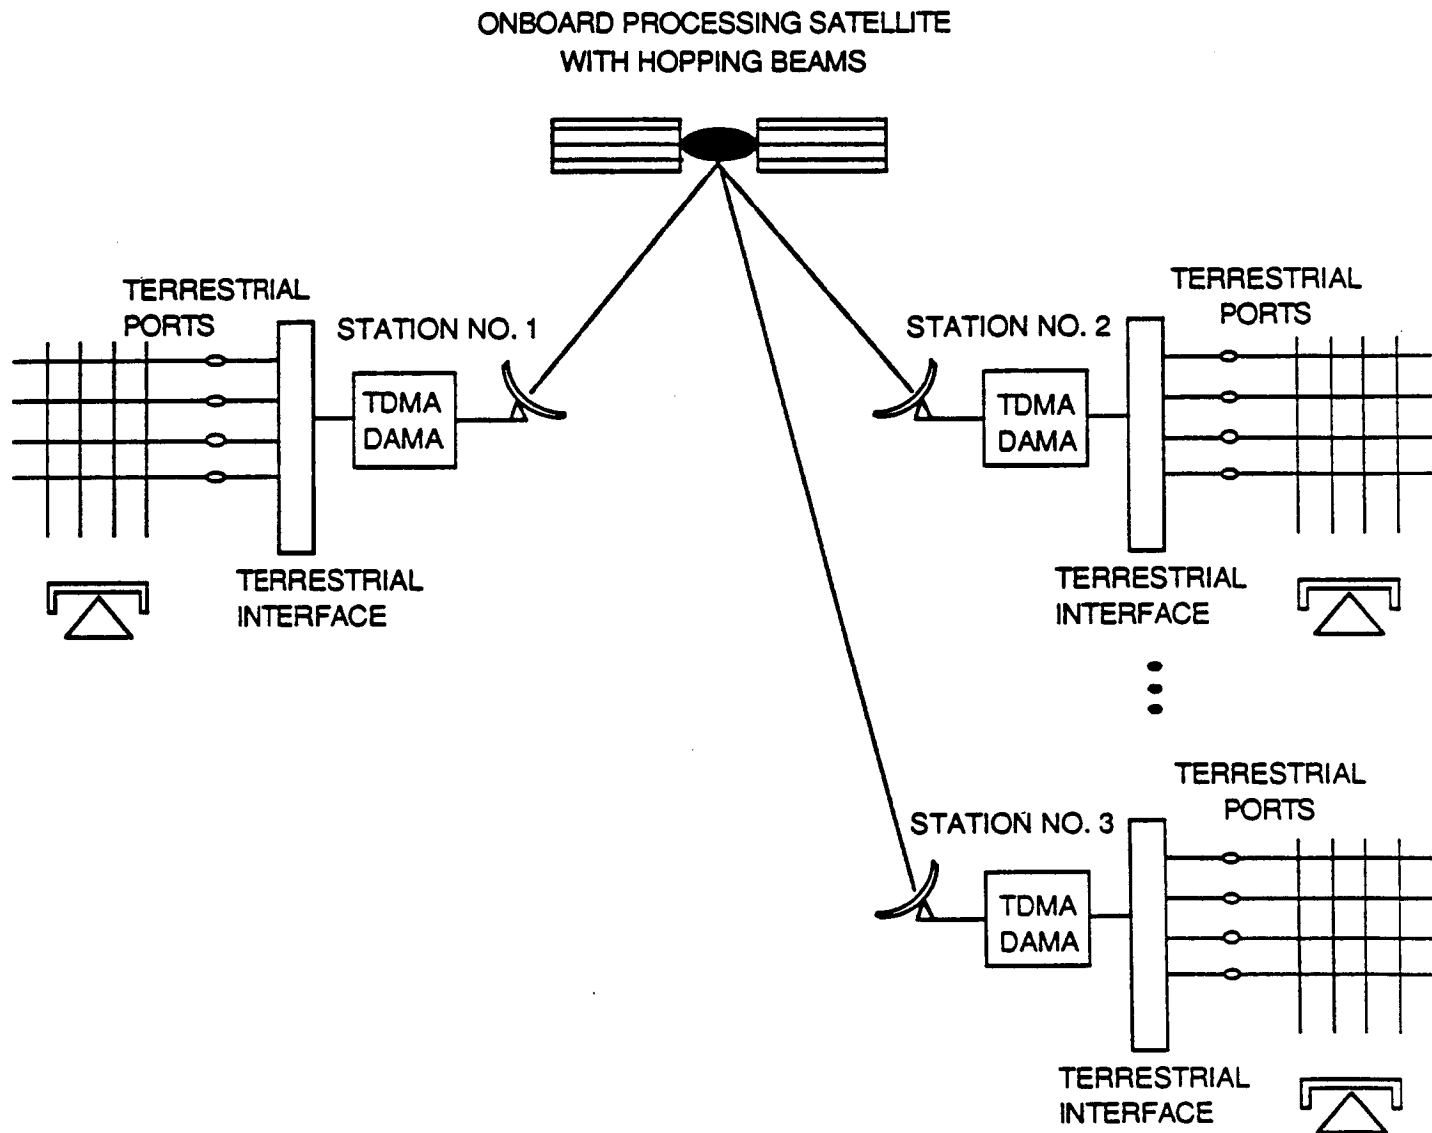 ONBOARD PROCESSING SATELLITE
WITH HOPPING BEAMS
TERRESTRIAL
PORTS
STATION NO. 1
TDMA
DAMA
TERRESTRIAL
INTERFACE
TERRESTRIAL
PORTS
STATION NO. 2
TDMA
DAMA
TERRESTRIAL
INTERFACE
TERRESTRIAL
PORTS
STATION NO. 3
TDMA
DAMA
TERRESTRIAL
INTERFACE